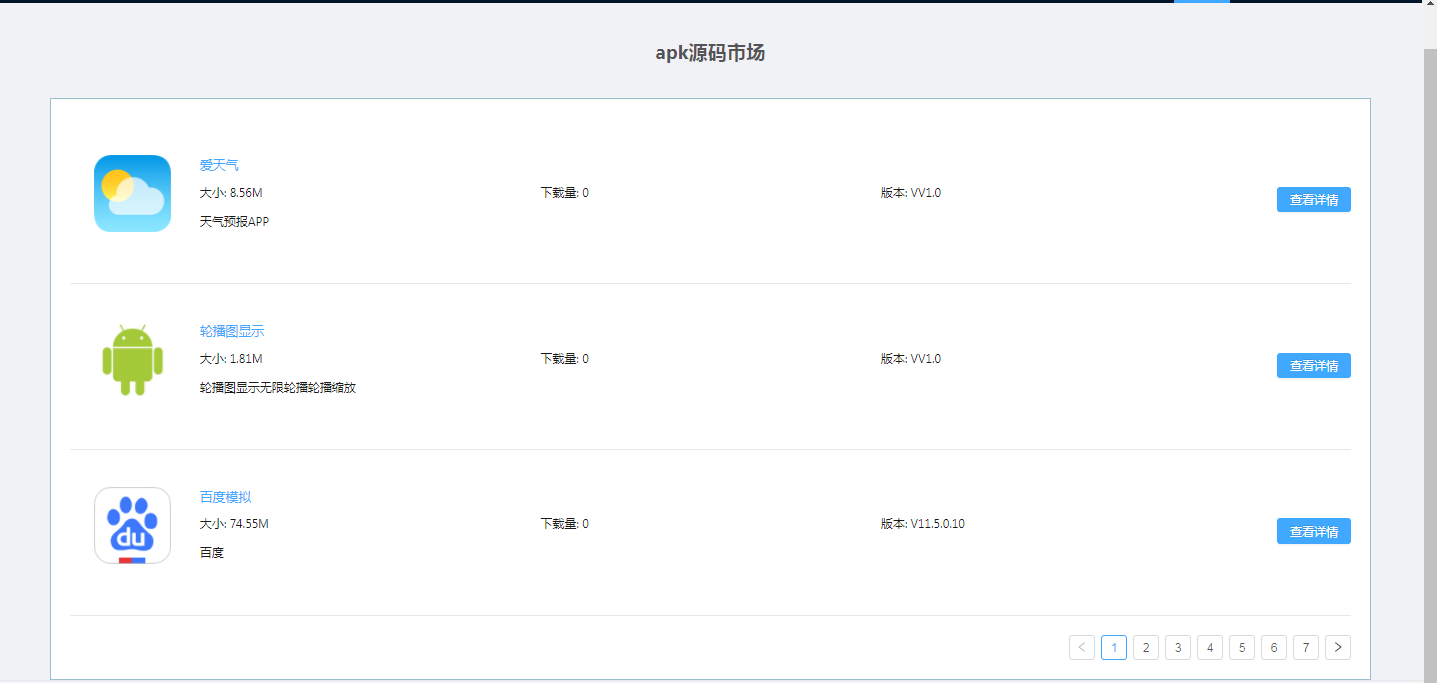 apk源码市场
爱天气
大小: 8.56M 下载量: 0 版本: VV1.0
查看详情
天气预报APP
轮播图显示
大小: 1.81M 下载量: 0 版本: VV1.0
查看详情
轮播图显示无限轮播轮播缩放
百度模拟
du
大小: 74.55M 下载量: 0 版本: V11.5.0.10
查看详情
百度
< 1 2 3 4 5 6 7 >